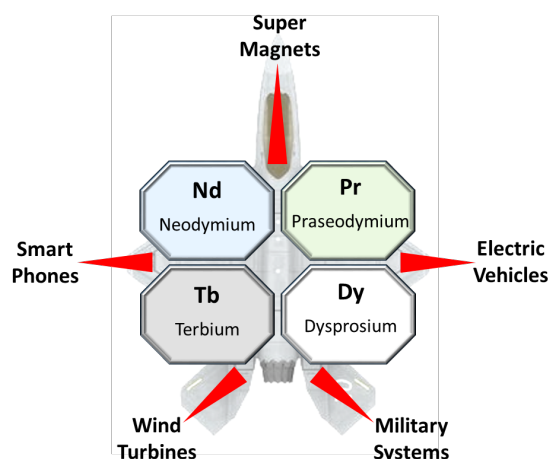 Super
Magnets
Nd
Neodymium
Pr
Praseodymium
Smart
Phones
Electric
Vehicles
Tb
Terbium
Dy
Dysprosium
Wind
Turbines
Military
Systems